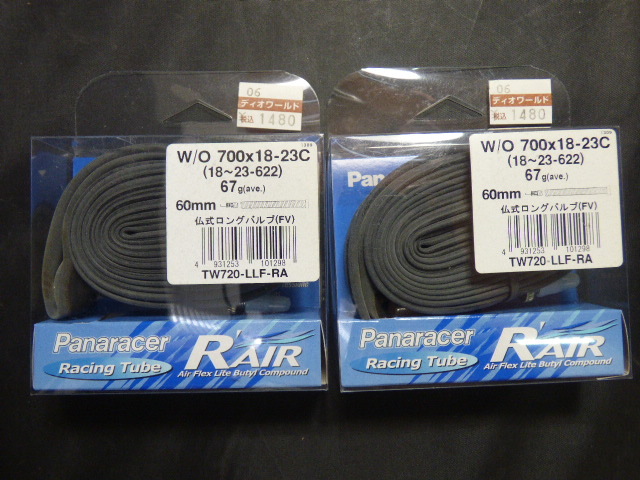 06
ディオワールド
税込 1480
W/O 700x18-23C
(18~23-622)
67g(ave.)
60mm
仏式ロングバルブ(FV)
4 931253 101298
TW720-LLF-RA
Panaracer
Racing Tube
R'AIR
Air Flex Lite Butyl Compound
06
ディオワールド
税込 1480
Panarac
W/O 700x18-23C
(18~23-622)
67g(ave.)
60mm
仏式ロングバルブ(FV)
4 931253 101298
TW720-LLF-RA
Panaracer
Racing Tube
R'AIR
Air Flex Lite Butyl Compound